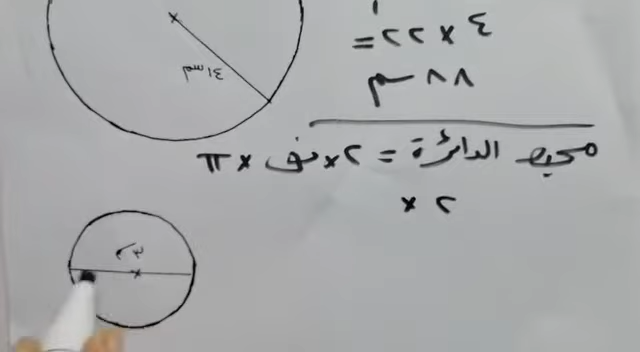 ٤ × ٢٢ =
٨٨ سم
محيط الدائرة = ٢ × نق × π
٢ ×
١٤ سم